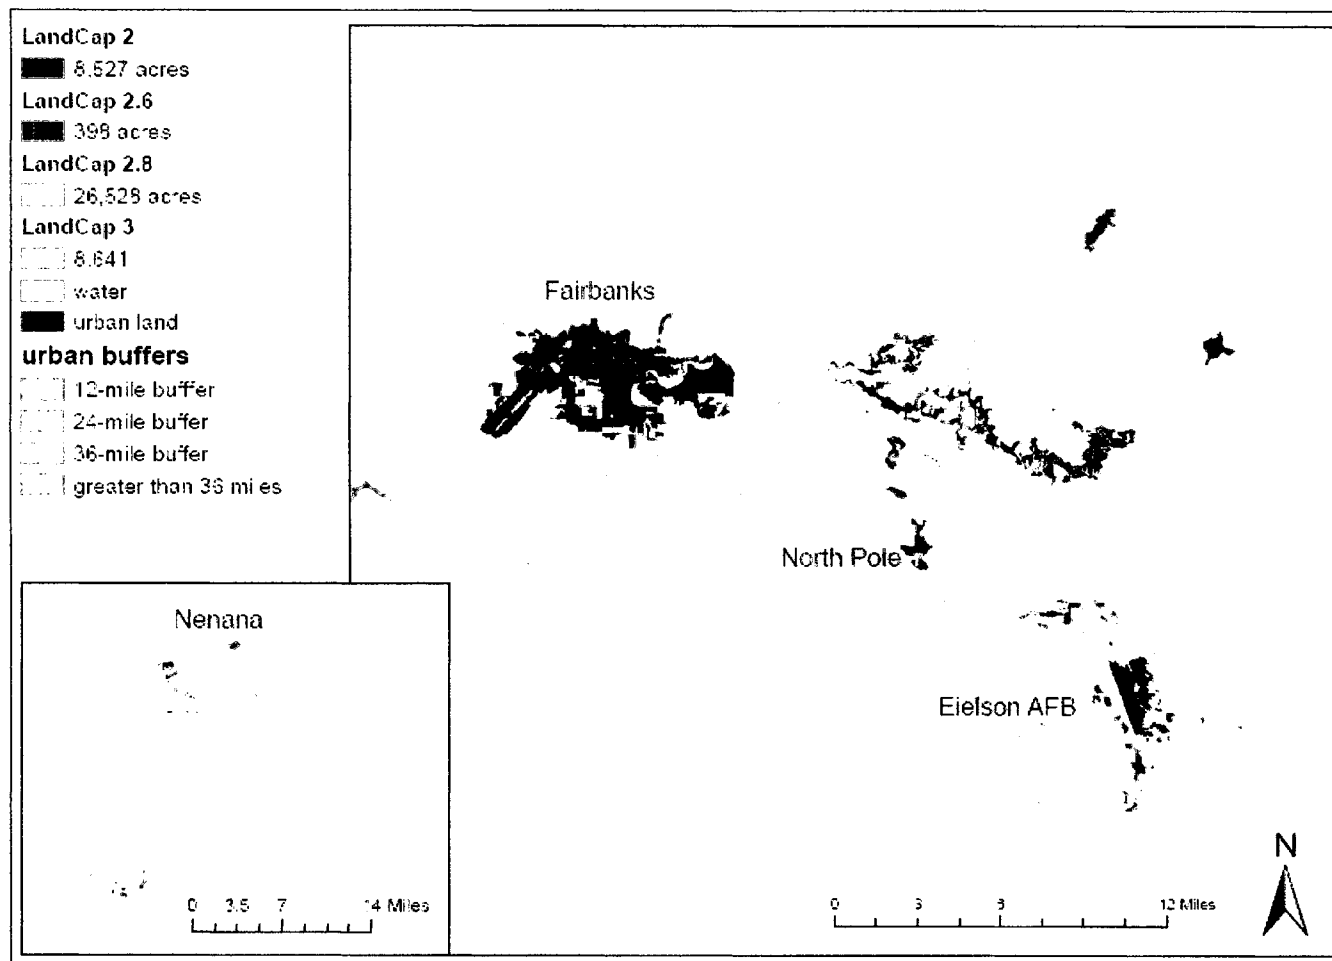 LandCap 2
8,527 acres
LandCap 2.6
398 acres
LandCap 2.8
26,528 acres
LandCap 3
8,641
water
urban land
urban buffers
12-mile buffer
24-mile buffer
36-mile buffer
greater than 36 miles
Fairbanks
North Pole
Eielson AFB
Nenana
0 3.5 7 14 Miles
0 3 6 12 Miles
N